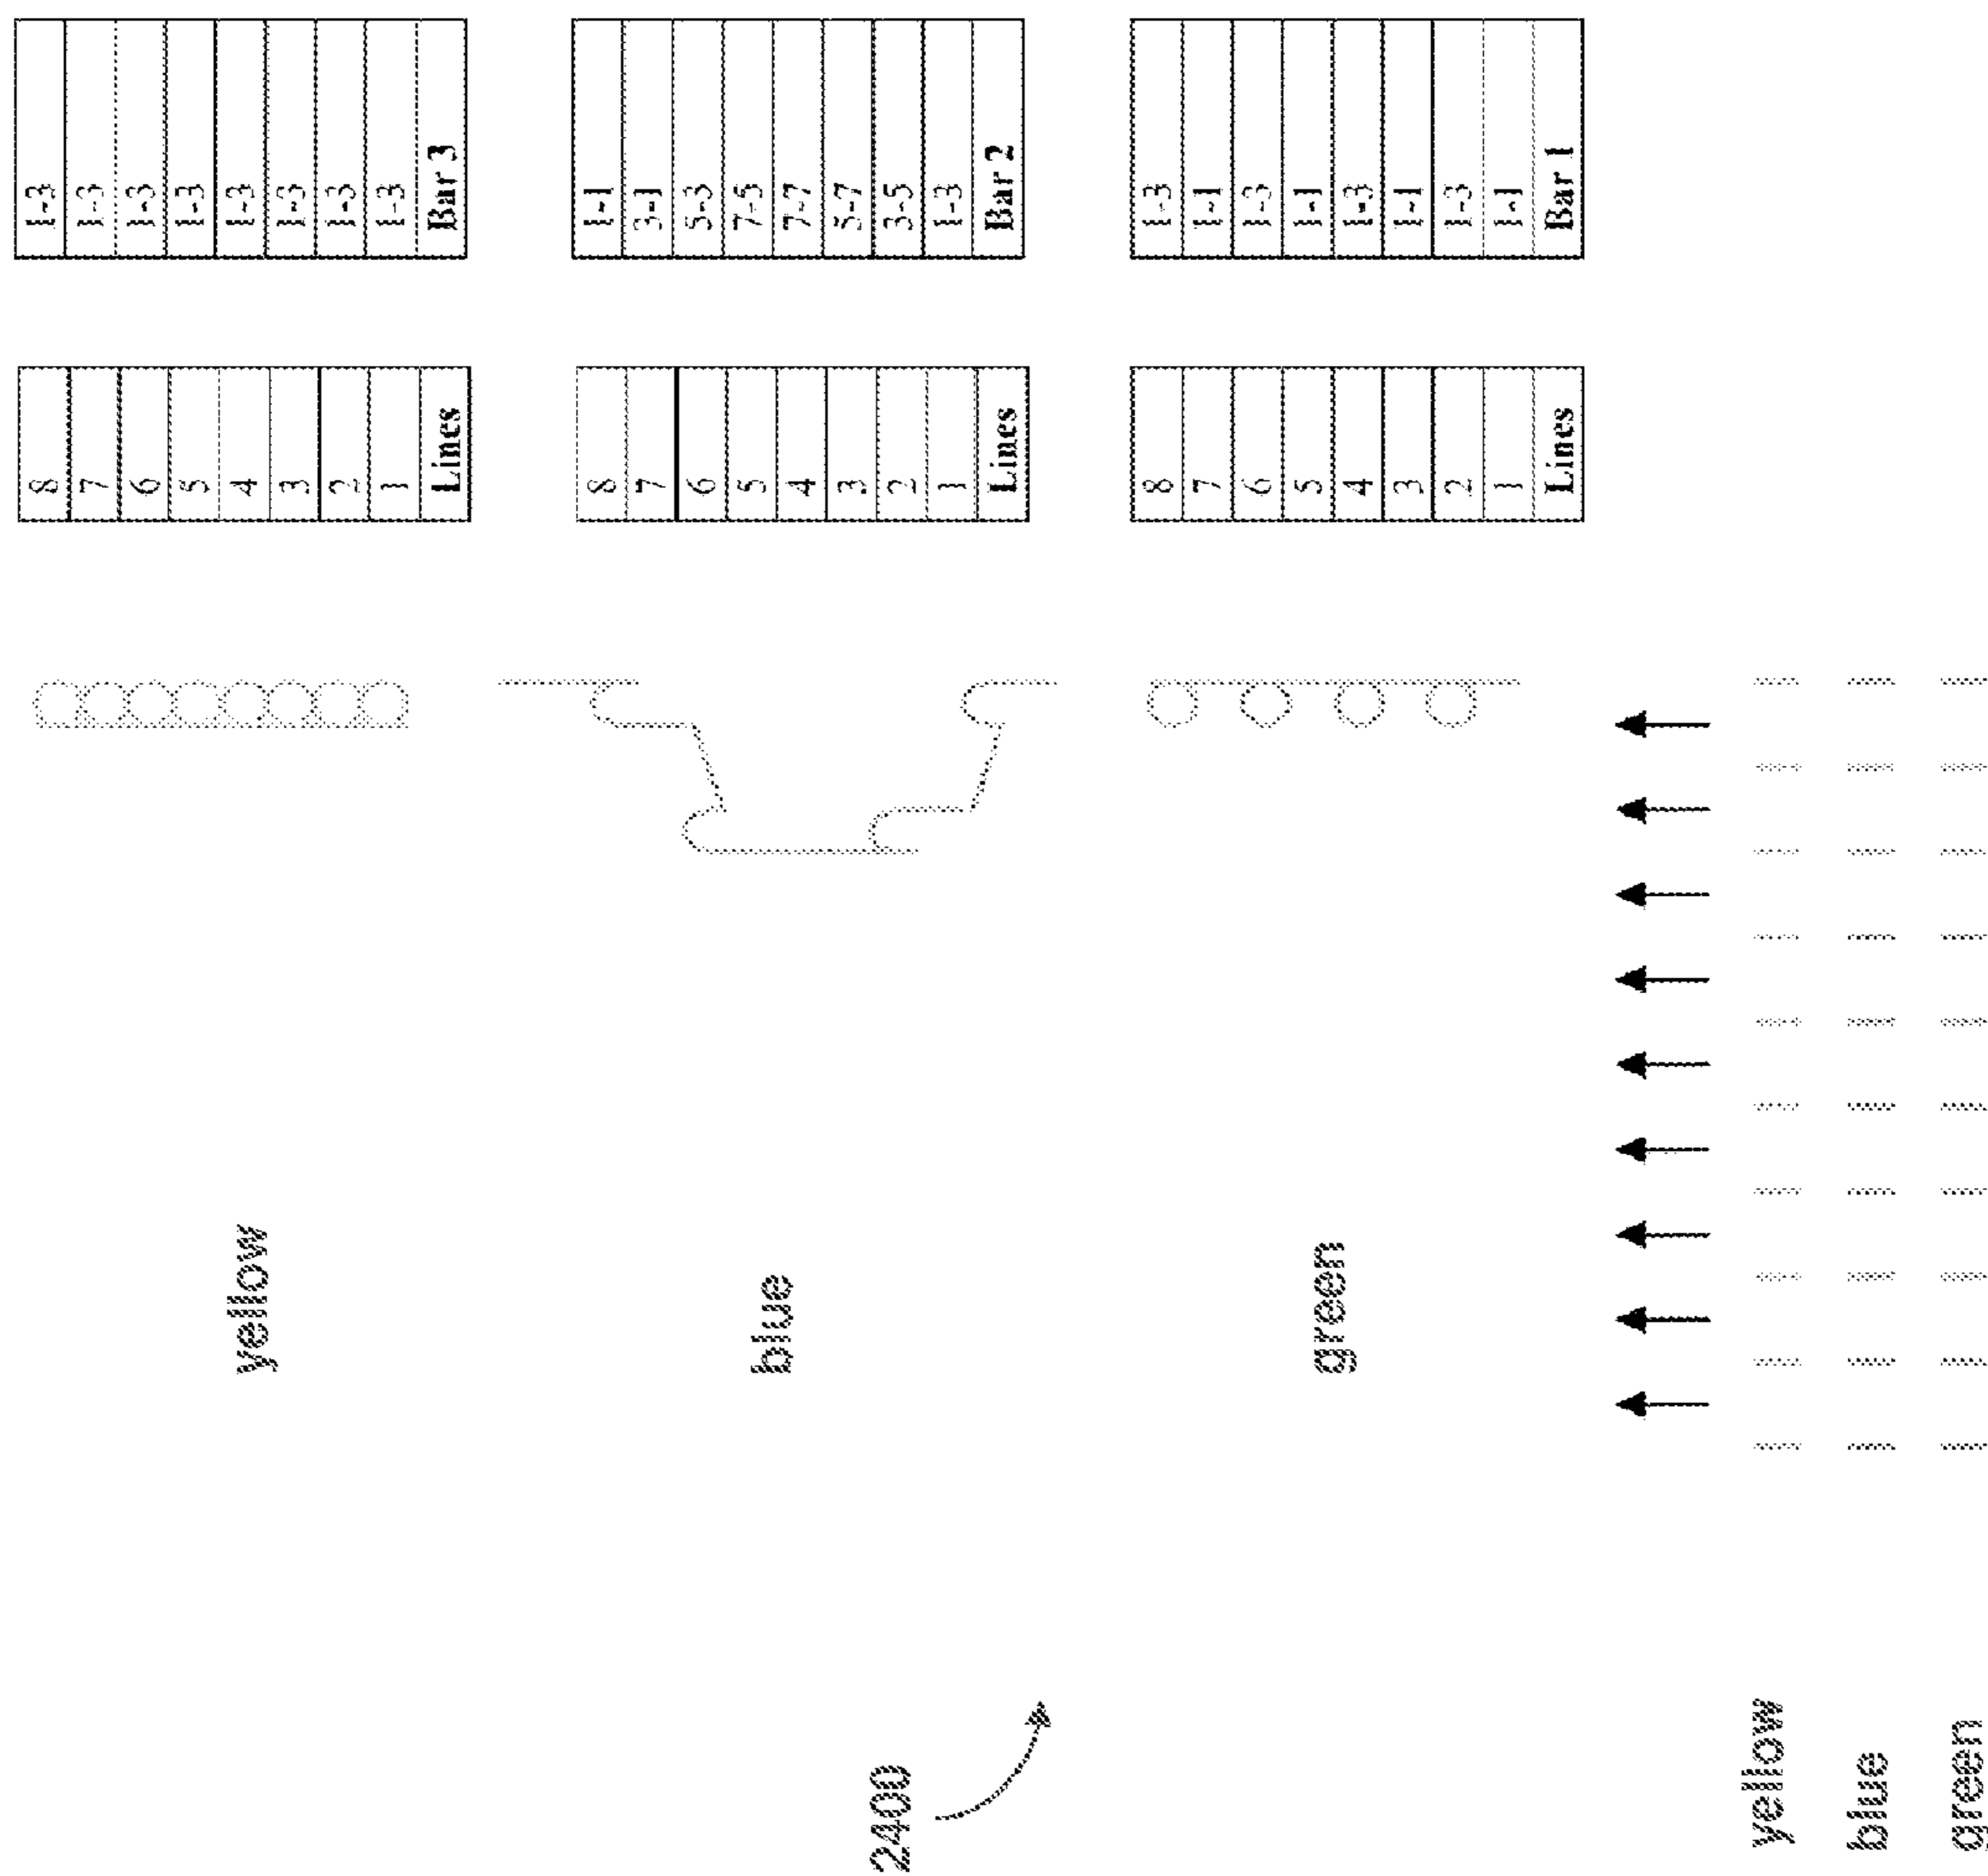 8 1-3
7 1-3
6 1-3
5 1-3
yellow
4 1-3
3 1-3
2 1-3
1 1-3
Lines Bar 3
8 1-1
7 3-1
6 5-3
5 7-5
blue
4 7-7
3 5-7
2400
2 3-5
1 1-3
Lines Bar 2
8 1-3
7 1-1
6 1-3
5 1-1
green
4 1-3
3 1-1
2 1-3
1 1-1
Lines Bar 1
yellow
blue
green